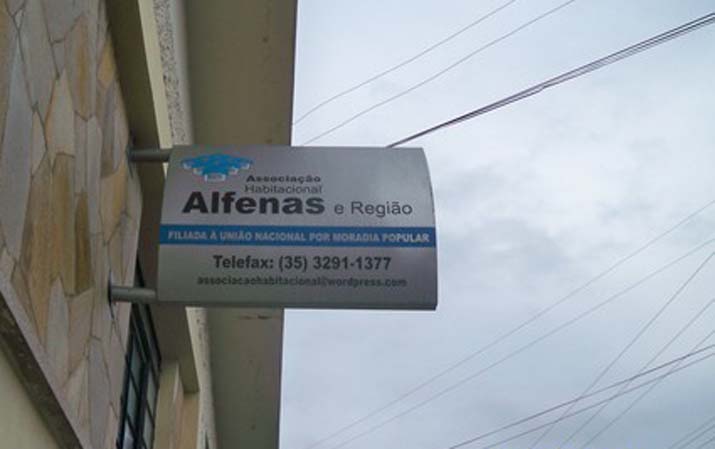 Associação
Habitacional
Alfenas e Região
FILIADA À UNIÃO NACIONAL POR MORADIA POPULAR
Telefax: (35) 3291-1377
associacaohabitacional@wordpress.com